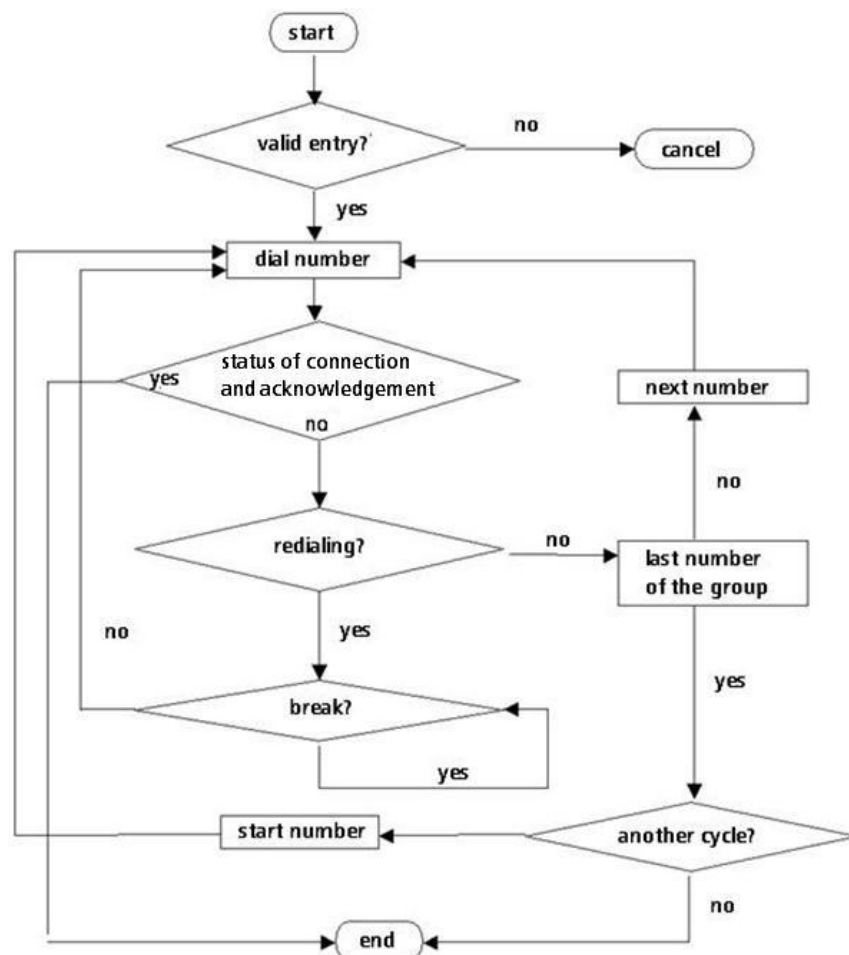 start
valid entry?
no
cancel
yes
dial number
status of connection
yes
and acknowledgement
next number
no
no
redialing?
no
last number
of the group
no
yes
yes
break?
yes
start number
another cycle?
no
end